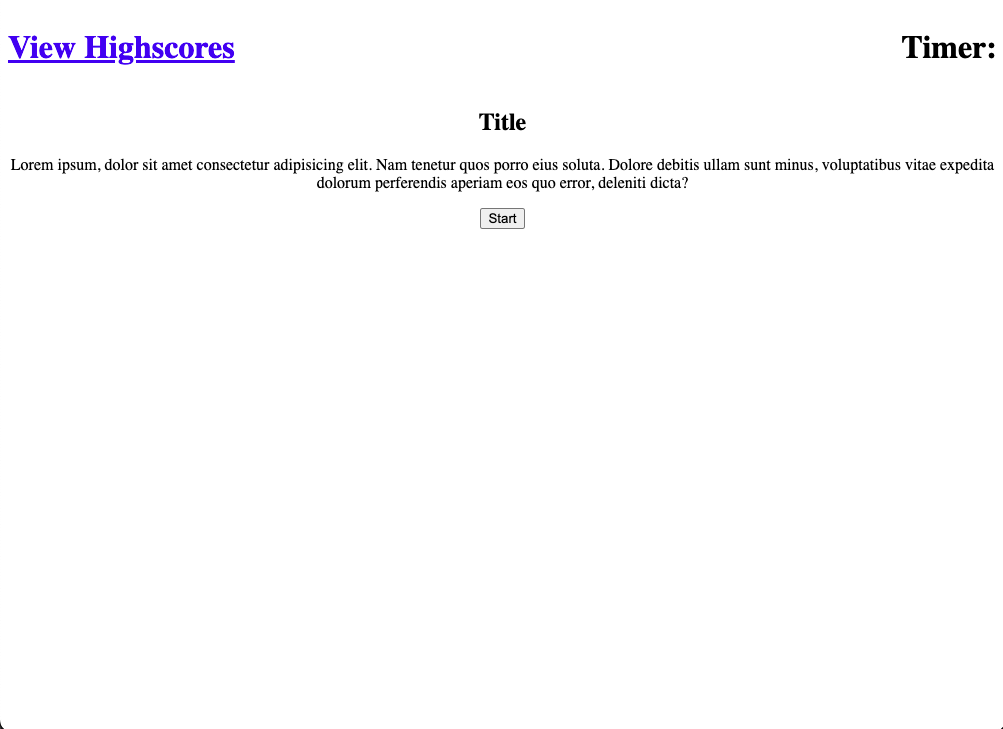 View Highscores
Timer:
Title
Lorem ipsum, dolor sit amet consectetur adipisicing elit. Nam tenetur quos porro eius soluta. Dolore debitis ullam sunt minus, voluptatibus vitae expedita
dolorum perferendis aperiam eos quo error, deleniti dicta?
Start